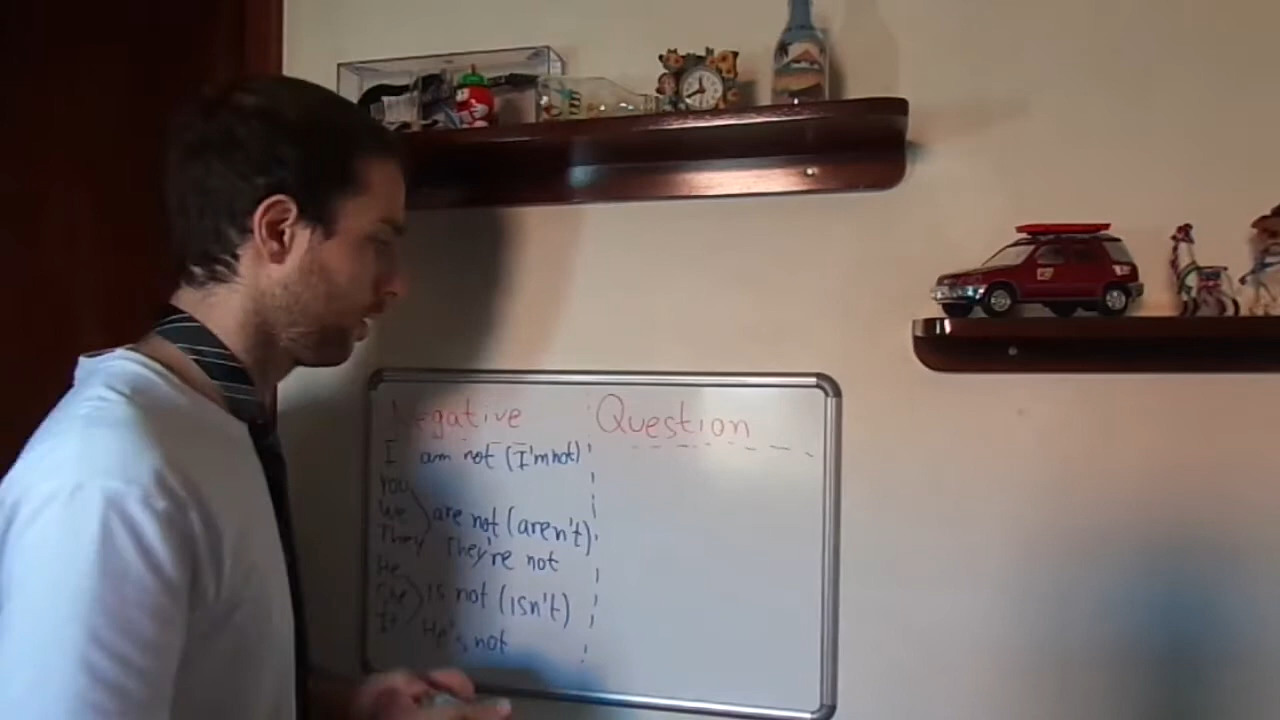 Negative Question
I am not (I'm not)
You
We are not (aren't)
They They're not
He
She is not (isn't)
It
He's not